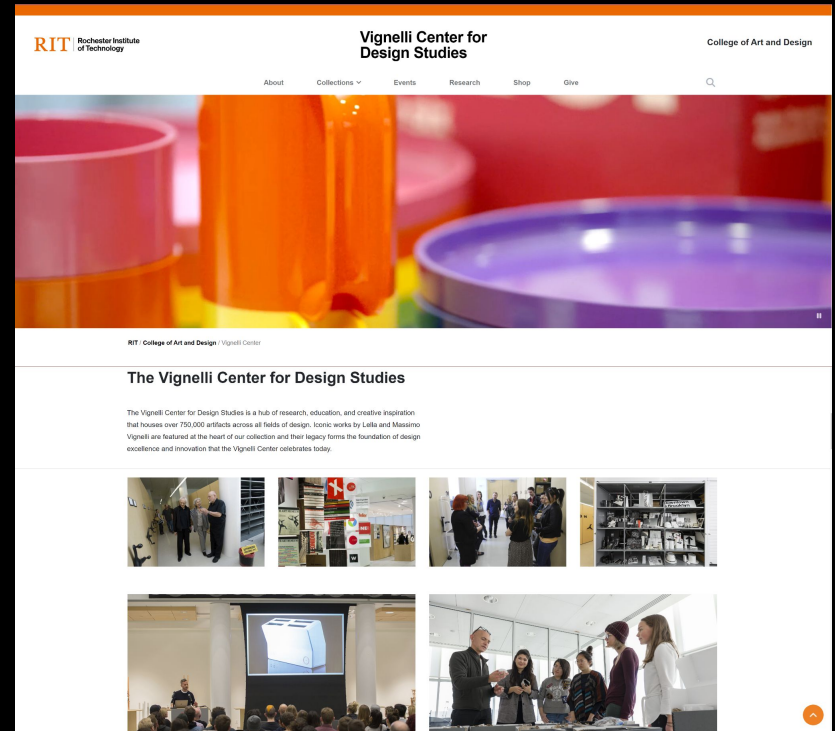 RIT
Rochester Institute
of Technology
Vignelli Center for
Design Studies
College of Art and Design
About
Collections
Events
Research
Shop
Give
RIT / College of Art and Design / Vignelli Center
The Vignelli Center for Design Studies
The Vignelli Center for Design Studies is a hub of research, education, and creative inspiration
that houses over 750,000 artifacts across all fields of design. Iconic works by Lella and Massimo
Vignelli are featured at the heart of our collection and their legacy forms the foundation of design
excellence and innovation that the Vignelli Center celebrates today.